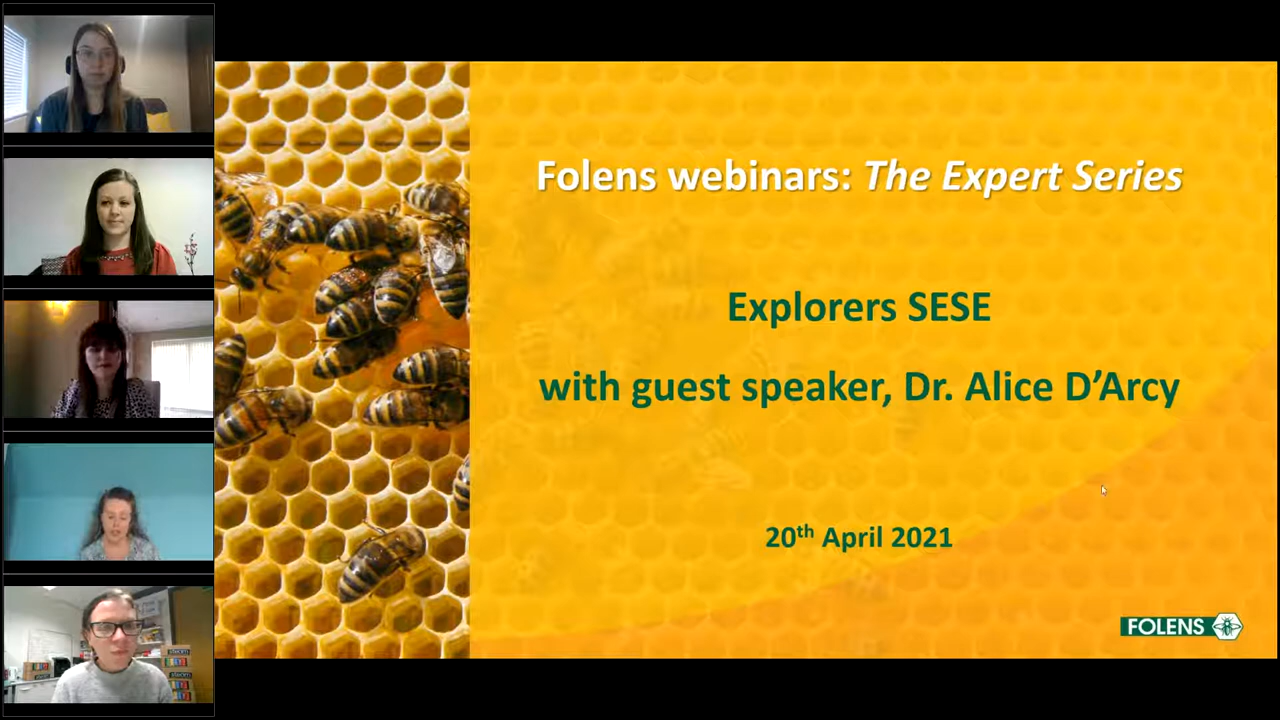 Folens webinars: The Expert Series
Explorers SESE
with guest speaker, Dr. Alice D’Arcy
20th April 2021
FOLENS